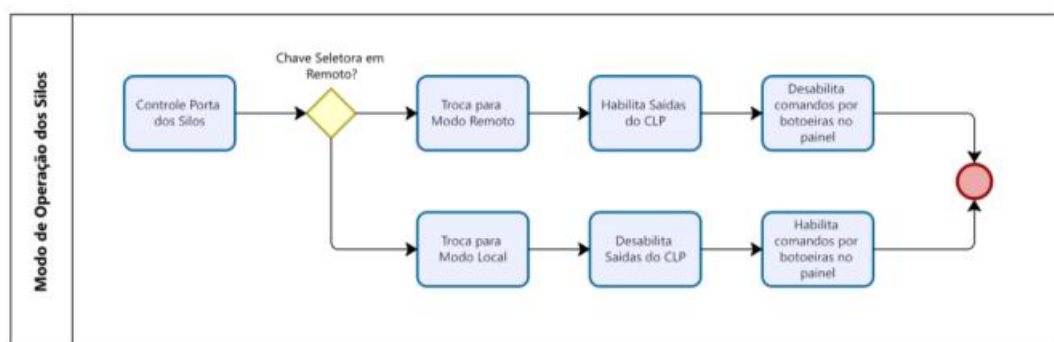 Modo de Operação dos Silos
Chave Seletora em
Remoto?
Controle Porta
dos Silos
Troca para
Modo Remoto
Habilita Saídas
do CLP
Desabilita
comandos por
botoeiras no
painel
Troca para
Modo Local
Desabilita
Saídas do CLP
Habilita
comandos por
botoeiras no
painel